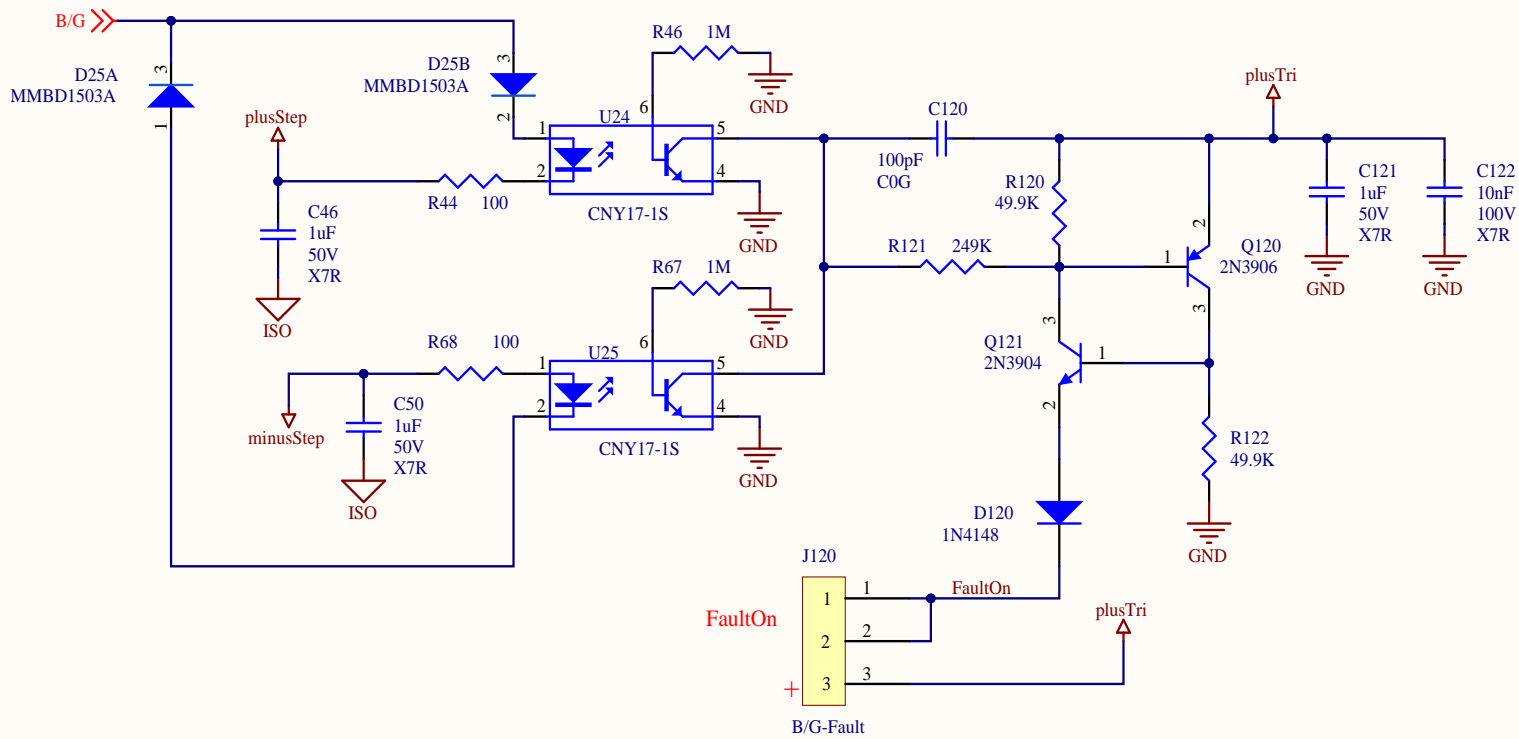 B/G
D25A
MMBD1503A
3
1
D25B
MMBD1503A
3
2
plusStep
R44 100
C46
1uF
50V
X7R
ISO
R46 1M
GND
U24
1
2
6
5
4
CNY17-1S
GND
R67 1M
GND
R68 100
U25
1
2
6
5
4
CNY17-1S
GND
minusStep
C50
1uF
50V
X7R
ISO
C120
100pF
C0G
R120
49.9K
R121 249K
plusTri
C121
1uF
50V
X7R
GND
C122
10nF
100V
X7R
GND
2
1
3
Q120
2N3906
3
Q121
2N3904
1
2
R122
49.9K
GND
D120
1N4148
J120
FaultOn
1 1
2 2
3 3
FaultOn
plusTri
+
B/G-Fault